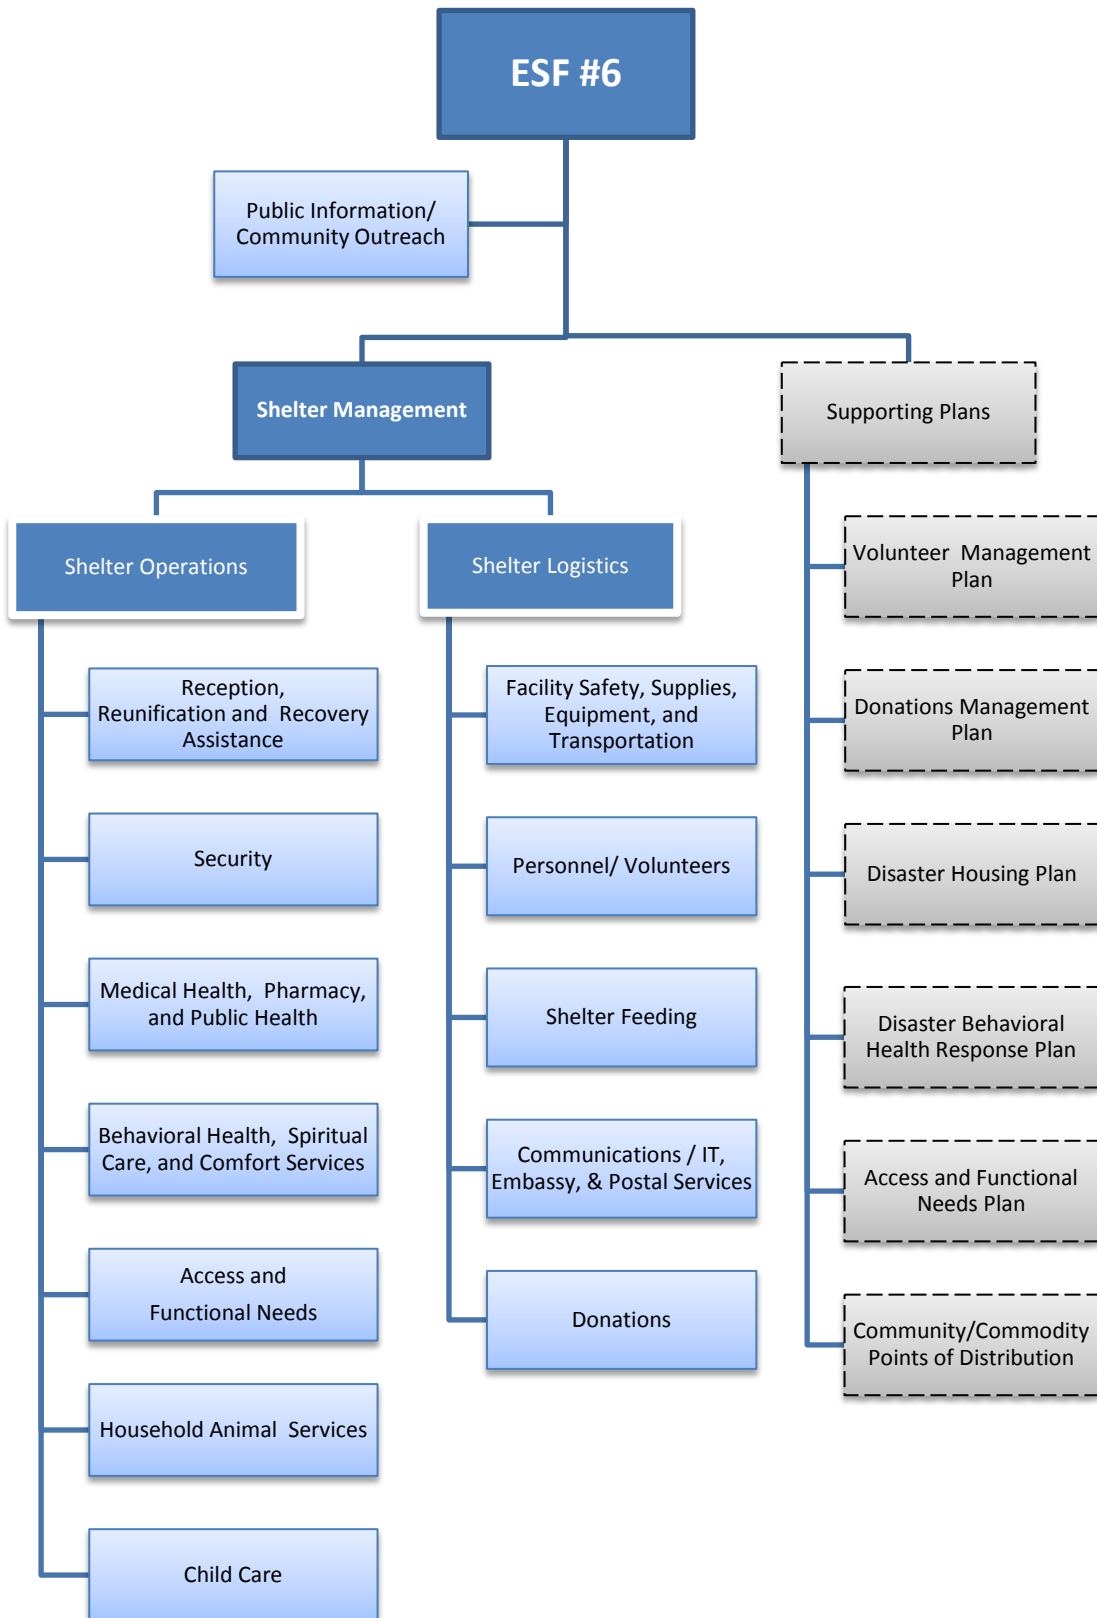 ESF #6
Public Information/
Community Outreach
Shelter Management
Supporting Plans
Shelter Operations
Shelter Logistics
Reception,
Reunification and Recovery
Assistance
Security
Medical Health, Pharmacy,
and Public Health
Behavioral Health, Spiritual
Care, and Comfort Services
Access and
Functional Needs
Household Animal Services
Child Care
Facility Safety, Supplies,
Equipment, and
Transportation
Personnel/ Volunteers
Shelter Feeding
Communications / IT,
Embassy, & Postal Services
Donations
Volunteer Management
Plan
Donations Management
Plan
Disaster Housing Plan
Disaster Behavioral
Health Response Plan
Access and Functional
Needs Plan
Community/Commodity
Points of Distribution